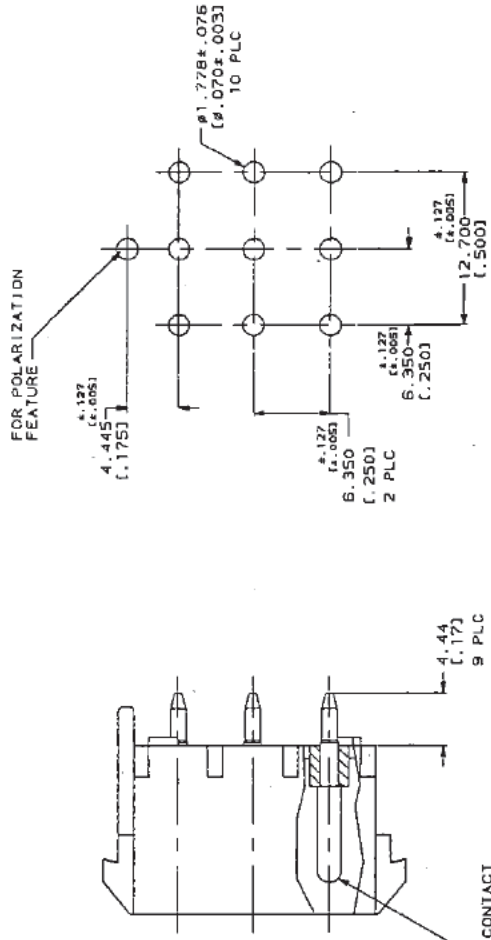 FOR POLARIZATION
FEATURE
±.127
[±.005]
4.445
[.175]
ø1.778±.076
[ø.070±.003]
10 PLC
±.127
[±.005]
6.350
[.250]
2 PLC
±.127
[±.005]
6.350
[.250]
±.127
[±.005]
12.700
[.500]
4.44
[.17]
9 PLC
CONTACT